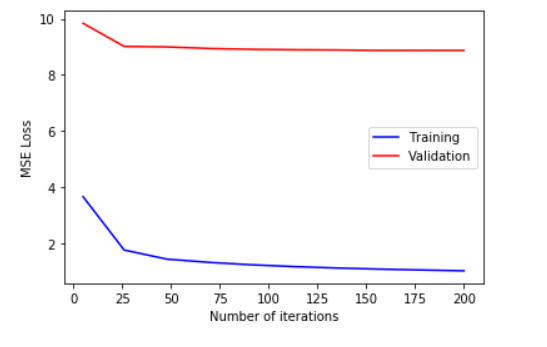 10
8
6
4
2
MSE Loss
Training
Validation
0 25 50 75 100 125 150 175 200
Number of iterations